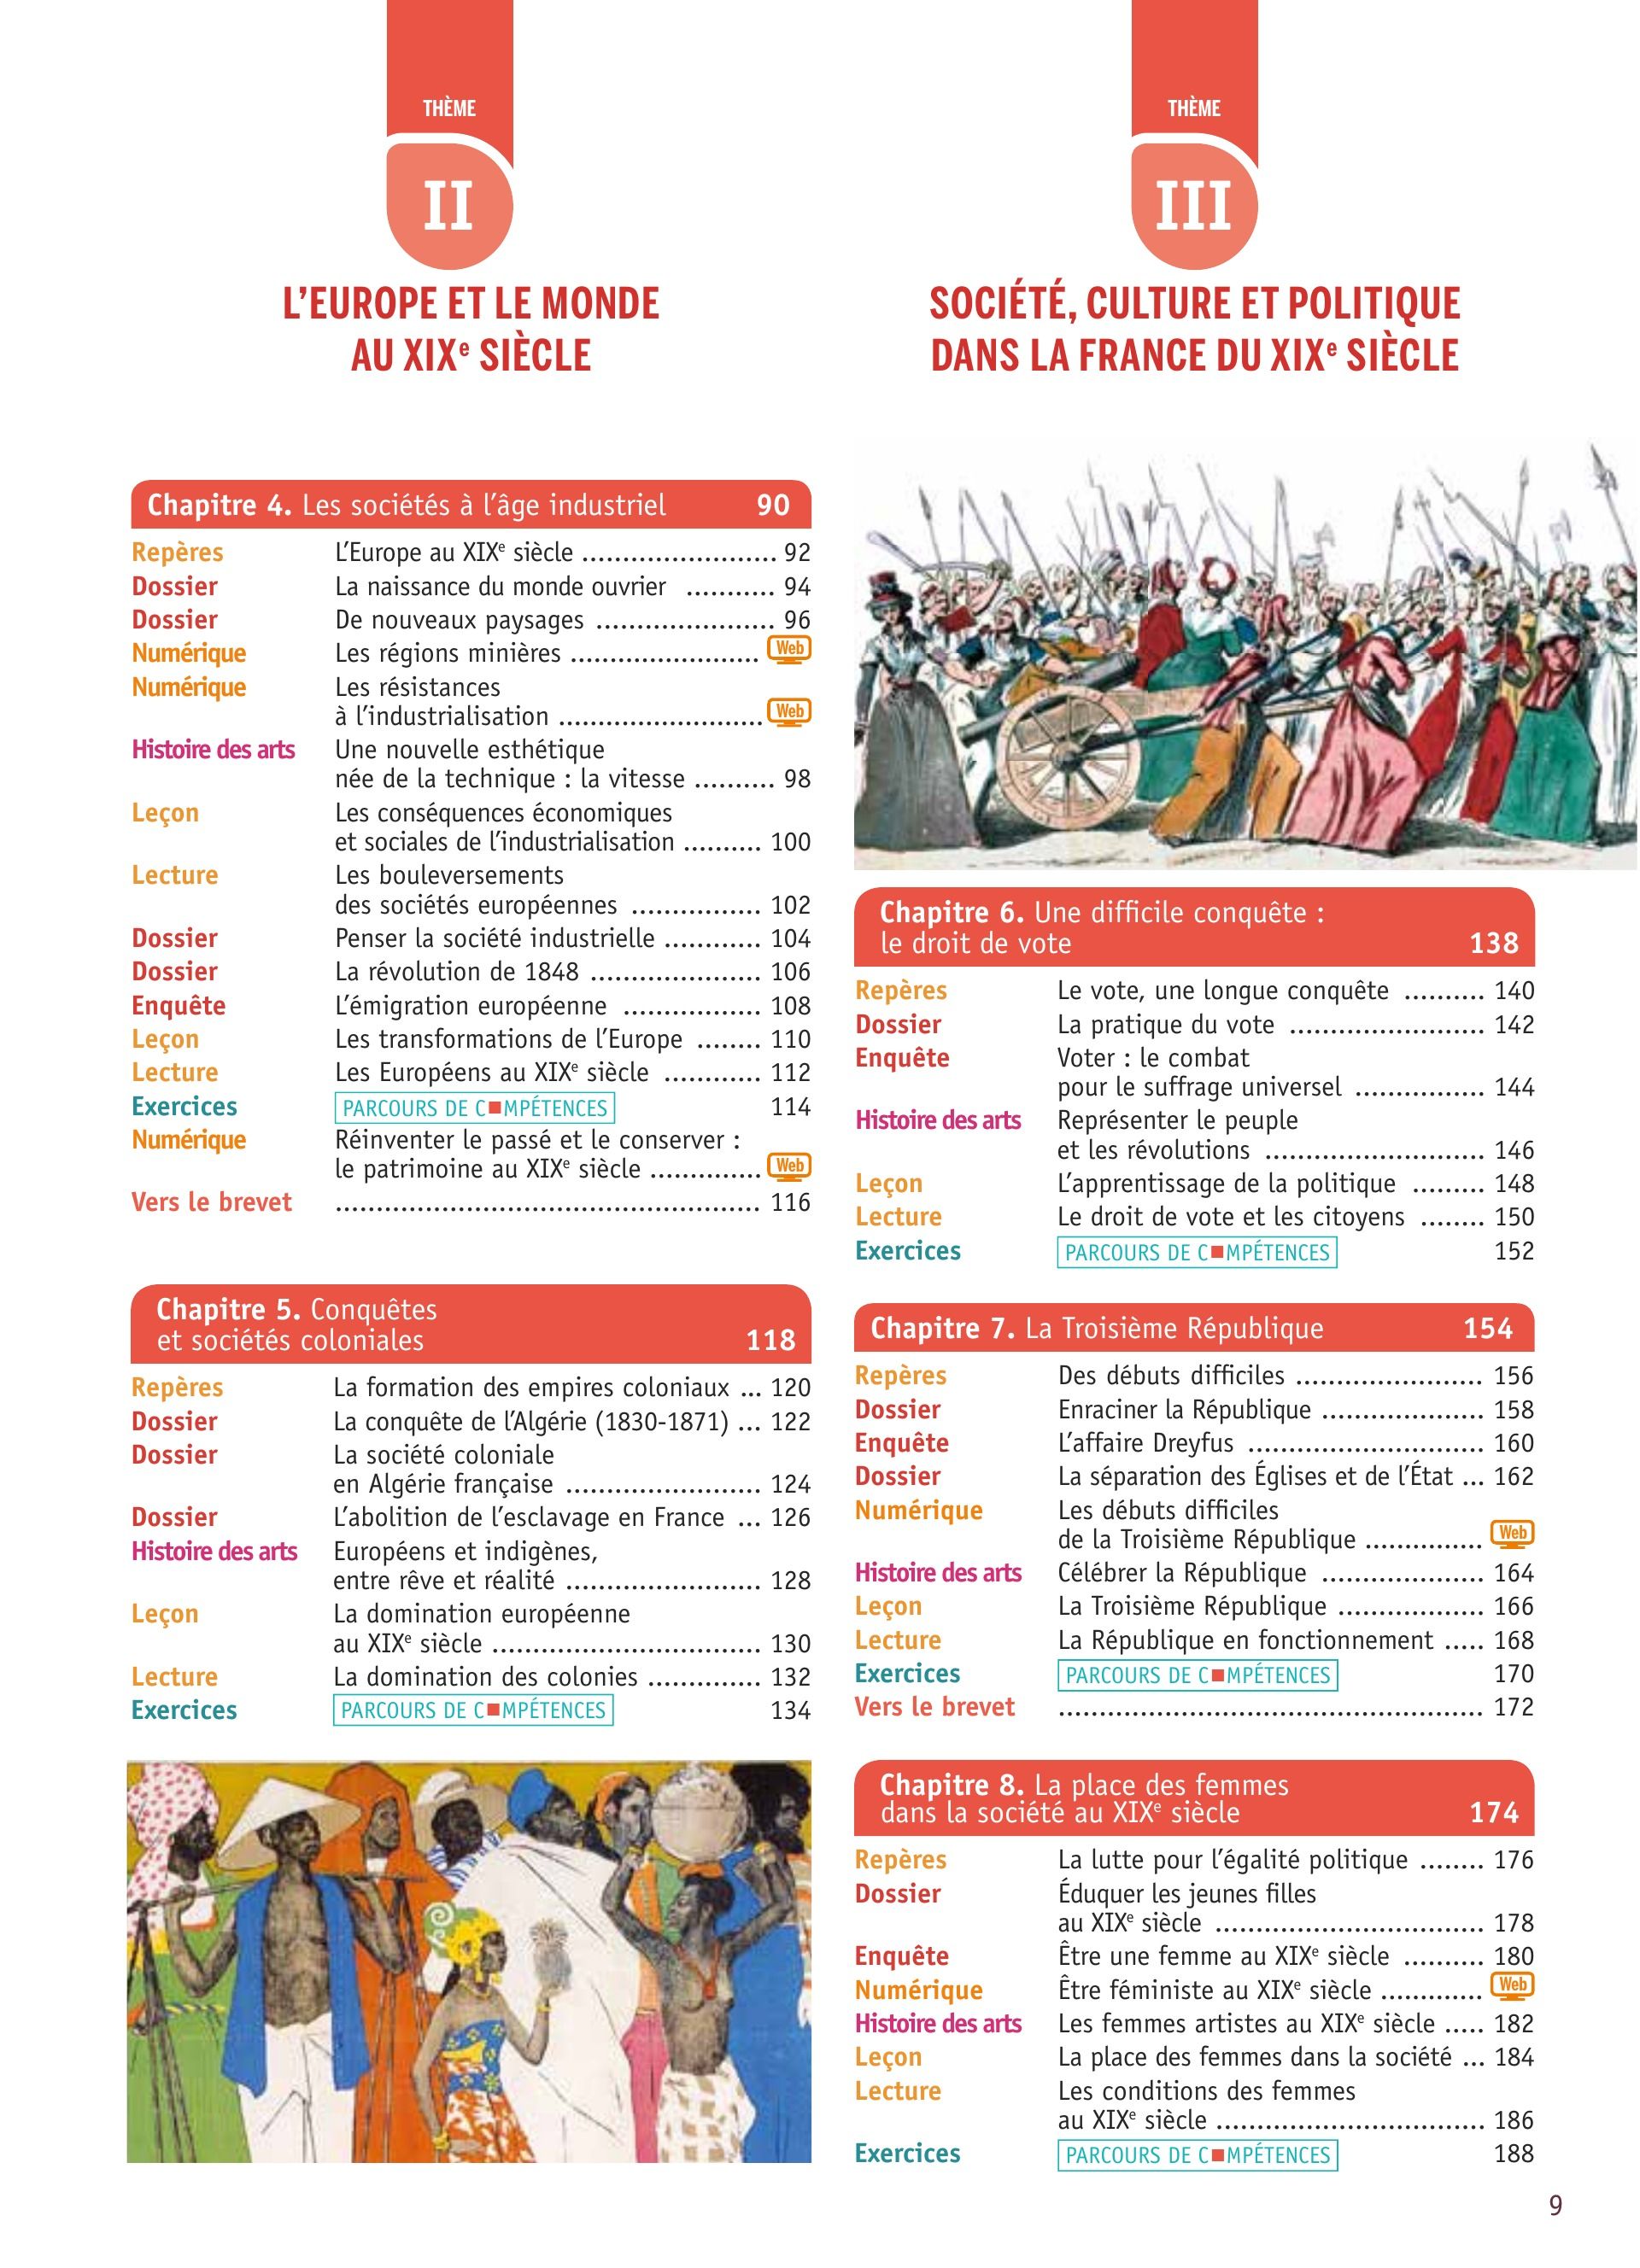 THÈME
II
L'EUROPE ET LE MONDE
AU XIXe SIÈCLE
Chapitre 4. Les sociétés à l'âge industriel 90
Repères L'Europe au XIXe siècle ........................ 92
Dossier La naissance du monde ouvrier ........... 94
Dossier De nouveaux paysages ...................... 96
Numérique Les régions minières ....................... Web
Numérique Les résistances
à l'industrialisation ......................... Web
Histoire des arts Une nouvelle esthétique
née de la technique : la vitesse .......... 98
Leçon Les conséquences économiques
et sociales de l'industrialisation .......... 100
Lecture Les bouleversements
des sociétés européennes ................ 102
Dossier Penser la société industrielle ............ 104
Dossier La révolution de 1848 ..................... 106
Enquête L'émigration européenne ................. 108
Leçon Les transformations de l'Europe ........ 110
Lecture Les Européens au XIXe siècle ............ 112
Exercices PARCOURS DE C■MPÉTENCES 114
Numérique Réinventer le passé et le conserver :
le patrimoine au XIXe siècle .............. Web
Vers le brevet .................................................... 116
Chapitre 5. Conquêtes
et sociétés coloniales 118
Repères La formation des empires coloniaux ... 120
Dossier La conquête de l'Algérie (1830-1871) ... 122
Dossier La société coloniale
en Algérie française ........................ 124
Dossier L'abolition de l'esclavage en France ... 126
Histoire des arts Européens et indigènes,
entre rêve et réalité ........................ 128
Leçon La domination européenne
au XIXe siècle ................................. 130
Lecture La domination des colonies .............. 132
Exercices PARCOURS DE C■MPÉTENCES 134
THÈME
III
SOCIÉTÉ, CULTURE ET POLITIQUE
DANS LA FRANCE DU XIXe SIÈCLE
Chapitre 6. Une difficile conquête :
le droit de vote 138
Repères Le vote, une longue conquête .......... 140
Dossier La pratique du vote ........................ 142
Enquête Voter : le combat
pour le suffrage universel ................ 144
Histoire des arts Représenter le peuple
et les révolutions ........................... 146
Leçon L'apprentissage de la politique ......... 148
Lecture Le droit de vote et les citoyens ........ 150
Exercices PARCOURS DE C■MPÉTENCES 152
Chapitre 7. La Troisième République 154
Repères Des débuts difficiles ....................... 156
Dossier Enraciner la République .................... 158
Enquête L'affaire Dreyfus ............................. 160
Dossier La séparation des Églises et de l'État ... 162
Numérique Les débuts difficiles
de la Troisième République .............. Web
Histoire des arts Célébrer la République .................... 164
Leçon La Troisième République .................. 166
Lecture La République en fonctionnement ..... 168
Exercices PARCOURS DE C■MPÉTENCES 170
Vers le brevet .................................................... 172
Chapitre 8. La place des femmes
dans la société au XIXe siècle 174
Repères La lutte pour l'égalité politique ........ 176
Dossier Éduquer les jeunes filles
au XIXe siècle ................................. 178
Enquête Être une femme au XIXe siècle .......... 180
Numérique Être féministe au XIXe siècle ............. Web
Histoire des arts Les femmes artistes au XIXe siècle ..... 182
Leçon La place des femmes dans la société ... 184
Lecture Les conditions des femmes
au XIXe siècle ................................. 186
Exercices PARCOURS DE C■MPÉTENCES 188
9